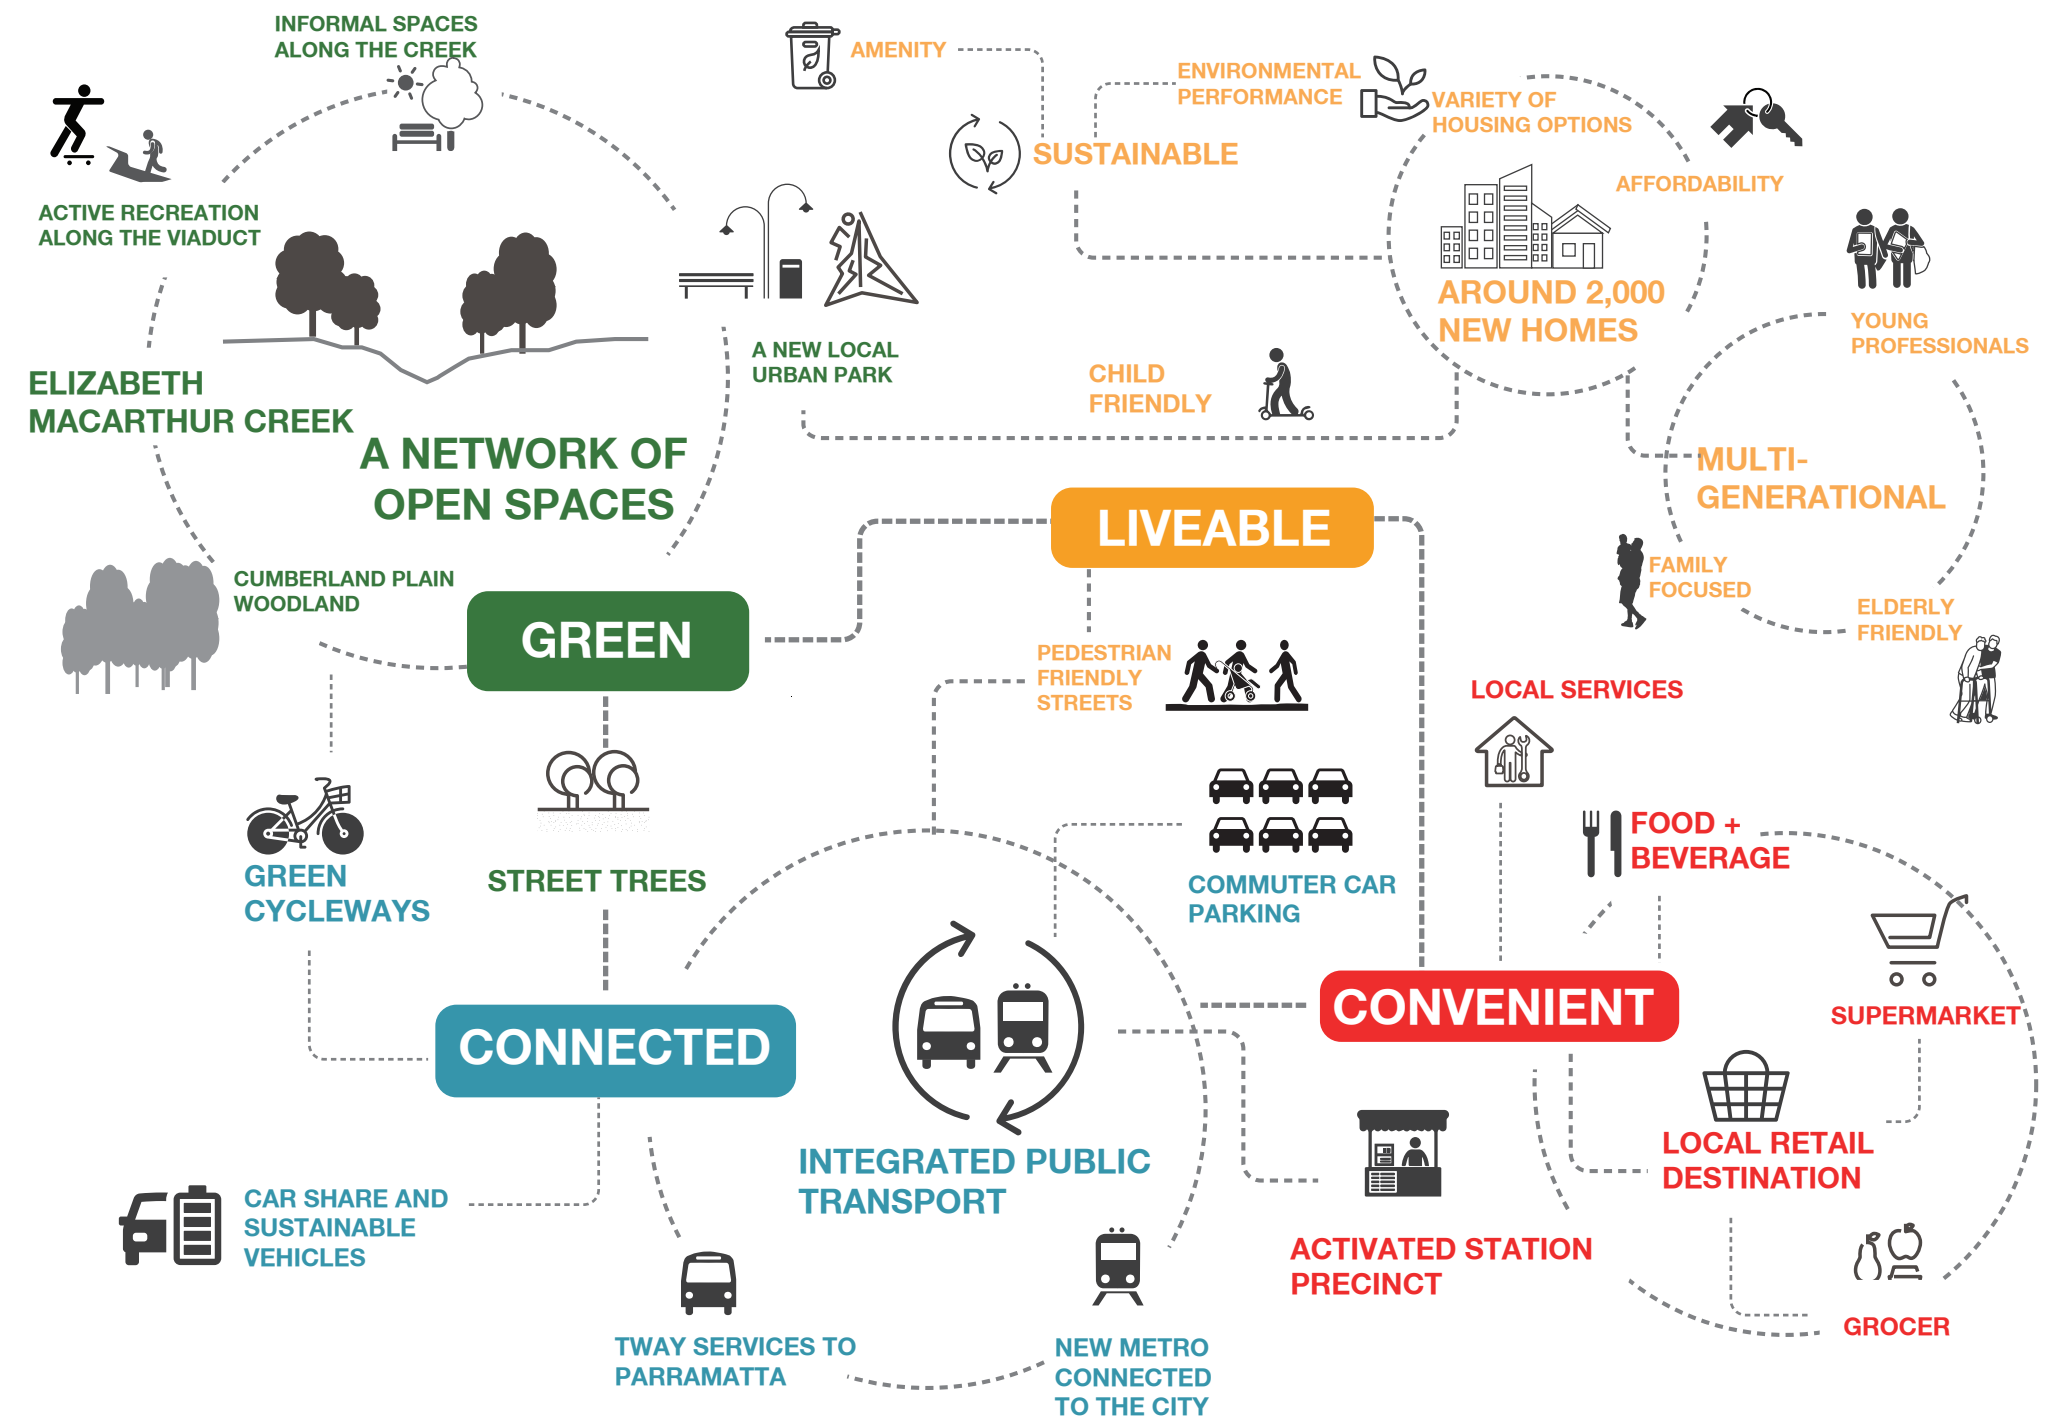 INFORMAL SPACES
ALONG THE CREEK
AMENITY
ENVIRONMENTAL
PERFORMANCE
VARIETY OF
HOUSING OPTIONS
SUSTAINABLE
AFFORDABILITY
ACTIVE RECREATION
ALONG THE VIADUCT
AROUND 2,000
NEW HOMES
YOUNG
PROFESSIONALS
A NEW LOCAL
URBAN PARK
CHILD
FRIENDLY
ELIZABETH
MACARTHUR CREEK
A NETWORK OF
OPEN SPACES
MULTI-
GENERATIONAL
LIVEABLE
CUMBERLAND PLAIN
WOODLAND
FAMILY
FOCUSED
ELDERLY
FRIENDLY
GREEN
PEDESTRIAN
FRIENDLY
STREETS
LOCAL SERVICES
FOOD +
BEVERAGE
GREEN
CYCLEWAYS
STREET TREES
COMMUTER CAR
PARKING
CONVENIENT
SUPERMARKET
CONNECTED
LOCAL RETAIL
DESTINATION
INTEGRATED PUBLIC
TRANSPORT
CAR SHARE AND
SUSTAINABLE
VEHICLES
ACTIVATED STATION
PRECINCT
GROCER
TWAY SERVICES TO
PARRAMATTA
NEW METRO
CONNECTED
TO THE CITY